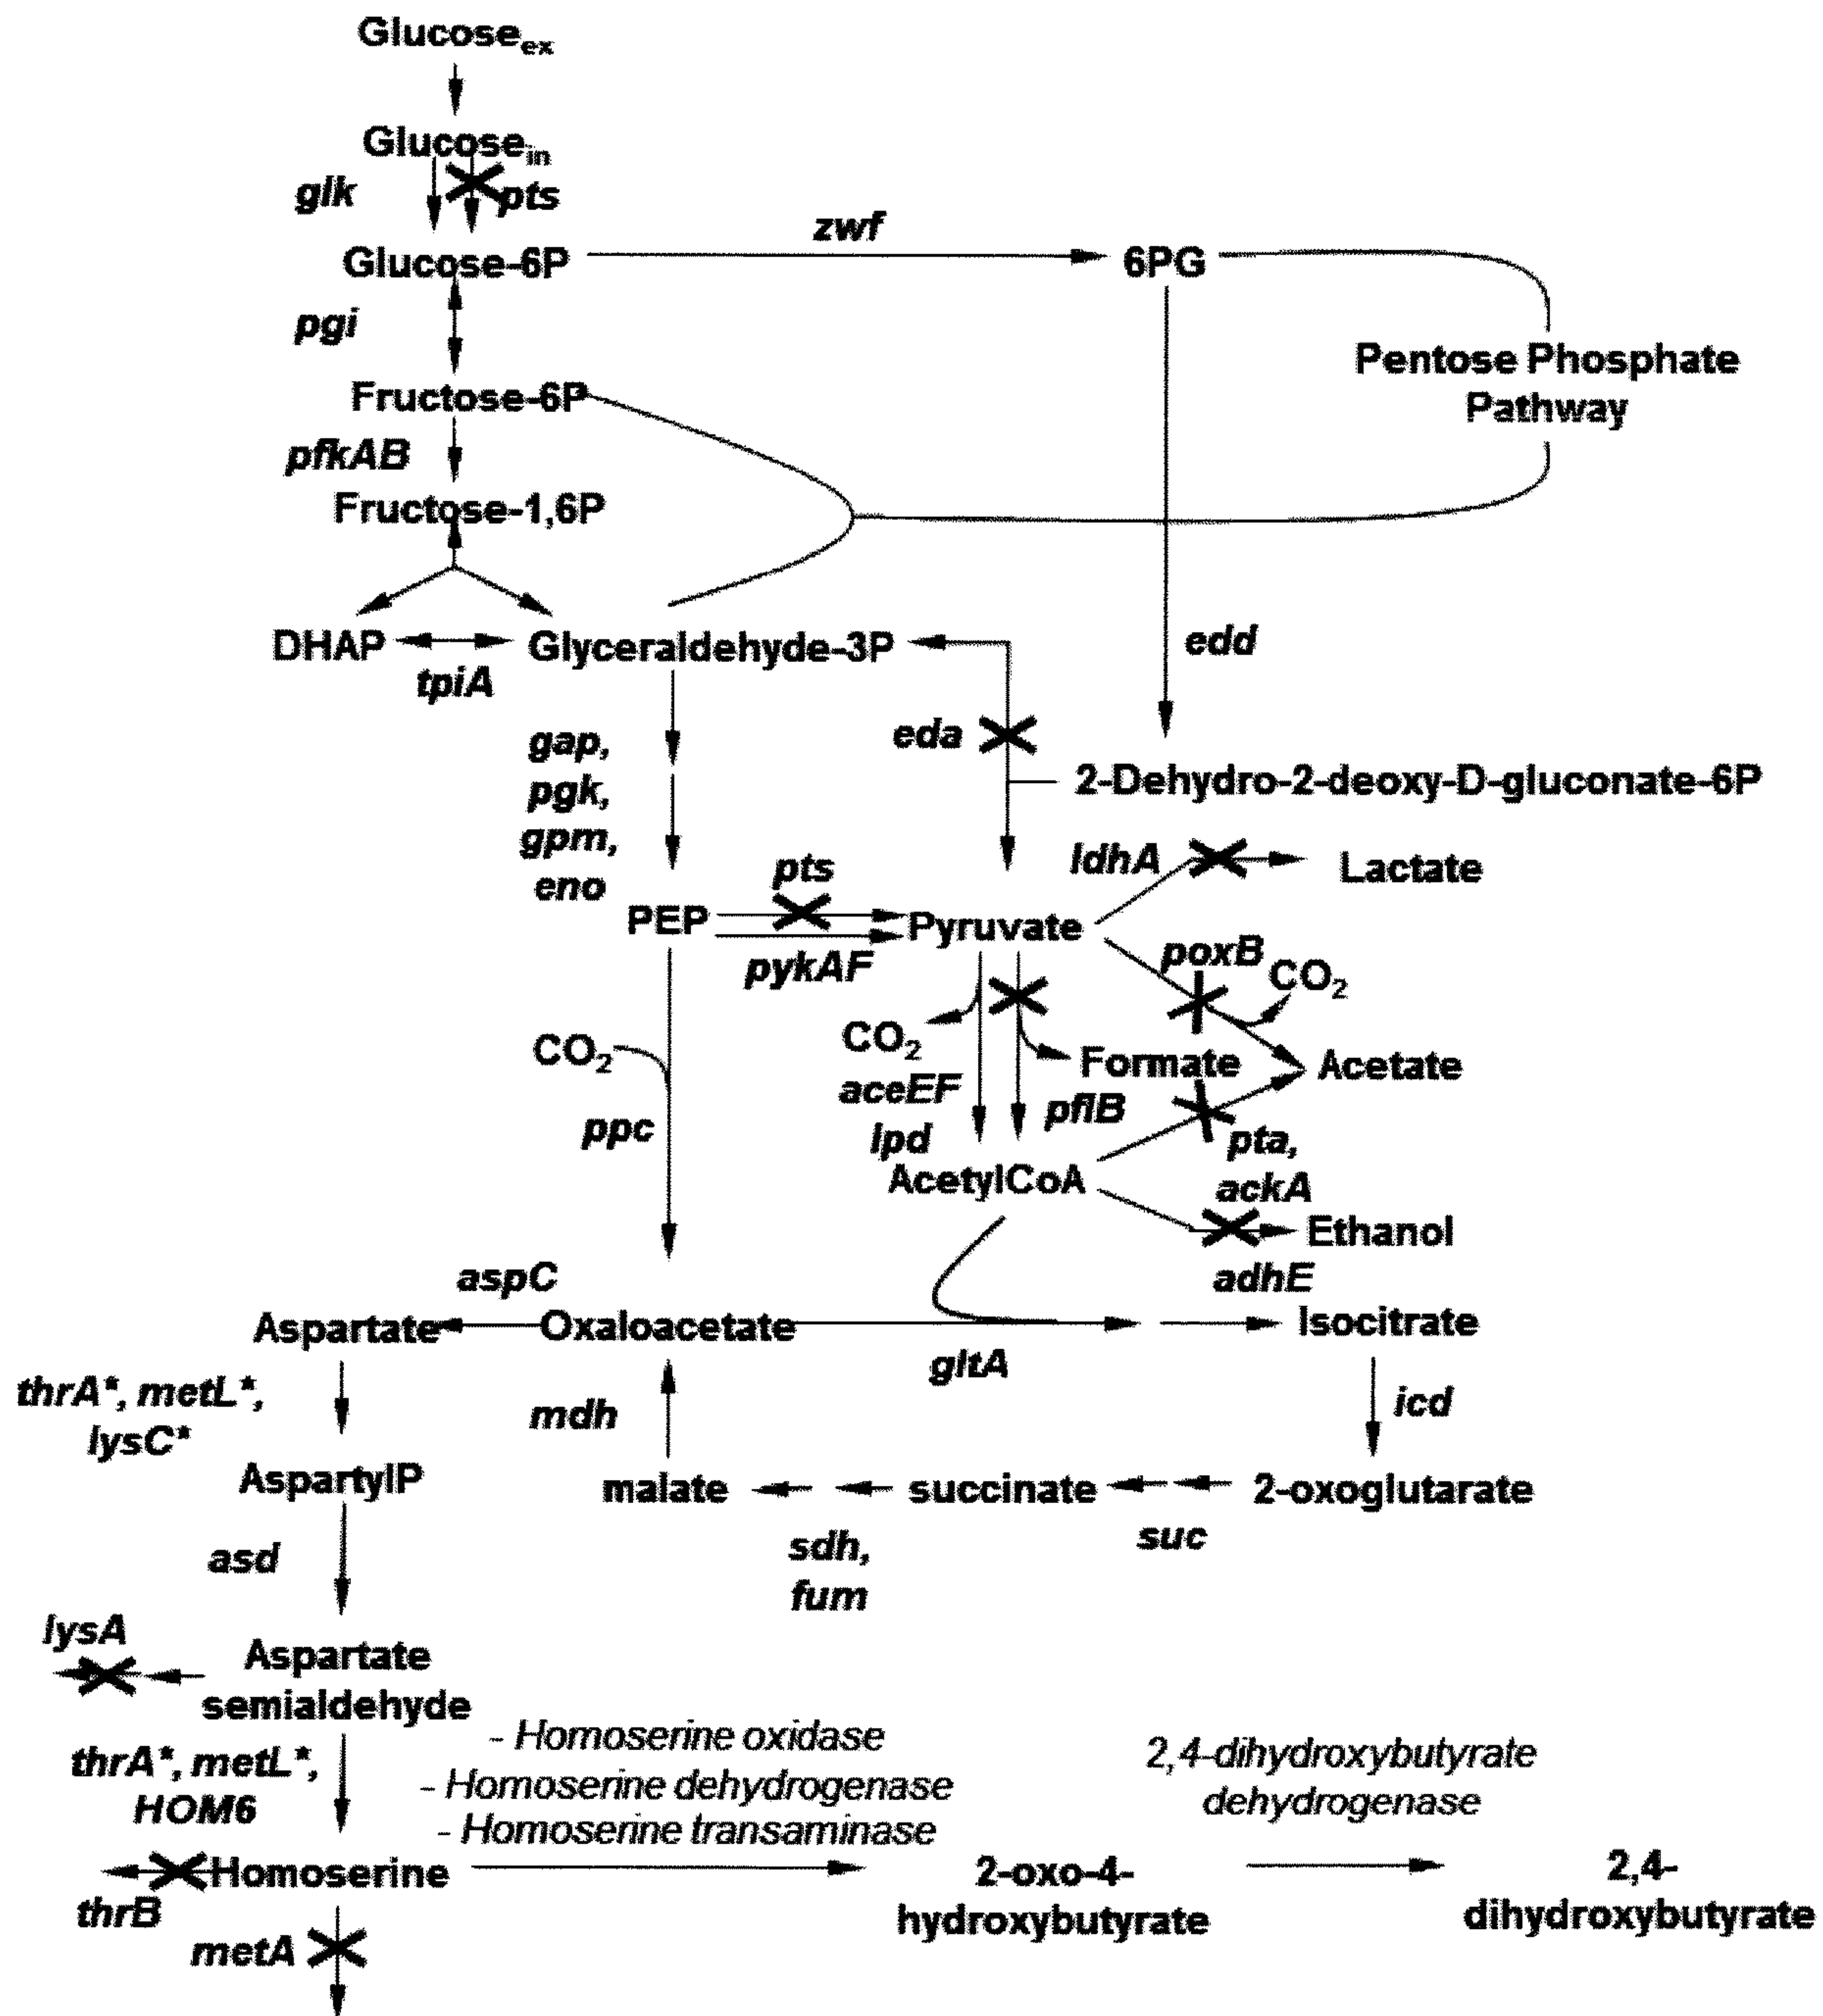 Glucoseex
Glucosein
glk
pts
Glucose-6P
zwf
6PG
pgi
Pentose Phosphate
Pathway
Fructose-6P
pfkAB
Fructose-1,6P
DHAP
tpiA
Glyceraldehyde-3P
edd
gap,
pgk,
gpm,
eno
eda
2-Dehydro-2-deoxy-D-gluconate-6P
ldhA
Lactate
PEP
pts
pykAF
Pyruvate
poxB
CO2
CO2
ppc
CO2
aceEF
lpd
Formate
pflB
Acetate
pta,
ackA
AcetylCoA
Ethanol
adhE
aspC
Aspartate
Oxaloacetate
gltA
Isocitrate
thrA*, metL*,
lysC*
mdh
icd
AspartylP
malate
succinate
2-oxoglutarate
sdh,
fum
suc
asd
lysA
Aspartate
semialdehyde
thrA*, metL*,
HOM6
- Homoserine oxidase
- Homoserine dehydrogenase
- Homoserine transaminase
2,4-dihydroxybutyrate
dehydrogenase
Homoserine
thrB
metA
2-oxo-4-
hydroxybutyrate
2,4-
dihydroxybutyrate